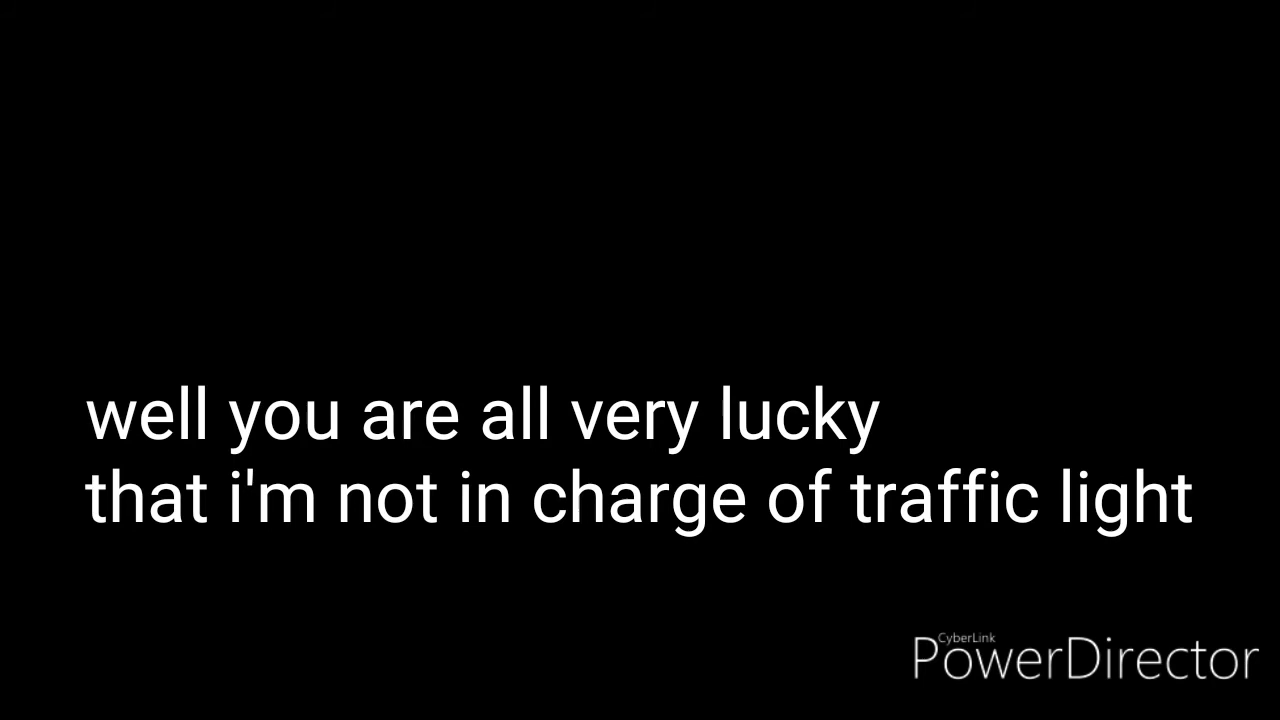 well you are all very lucky
that i'm not in charge of traffic light
CyberLink
PowerDirector